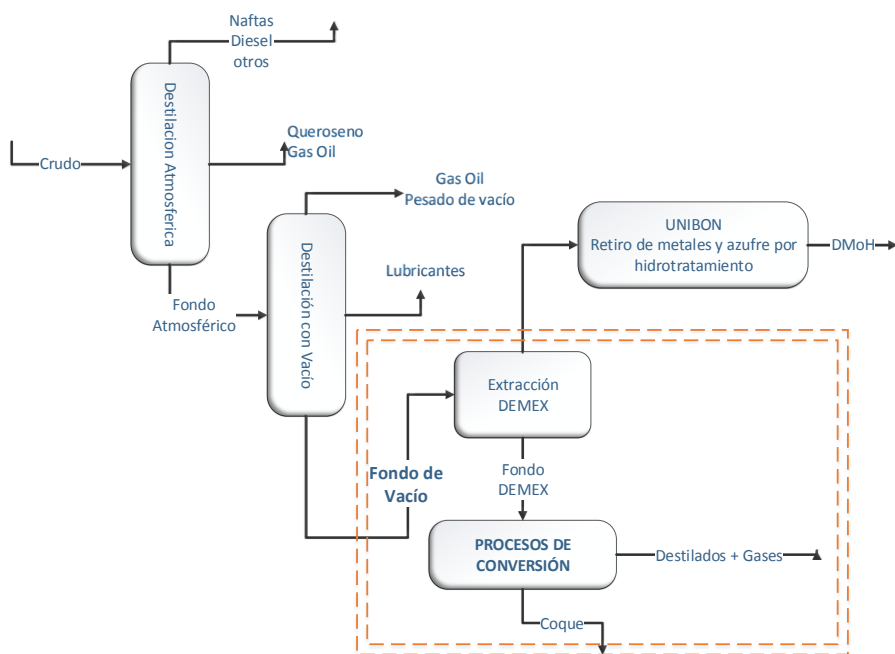 Naftas
Diesel
otros
Destilacion Atmosferica
Crudo
Queroseno
Gas Oil
Fondo
Atmosférico
Destilación con Vacío
Gas Oil
Pesado de vacío
Lubricantes
UNIBON
Retiro de metales y azufre por
hidrotratamiento
DMoH
Extracción
DEMEX
Fondo de
Vacío
Fondo
DEMEX
PROCESOS DE
CONVERSIÓN
Destilados + Gases
Coque